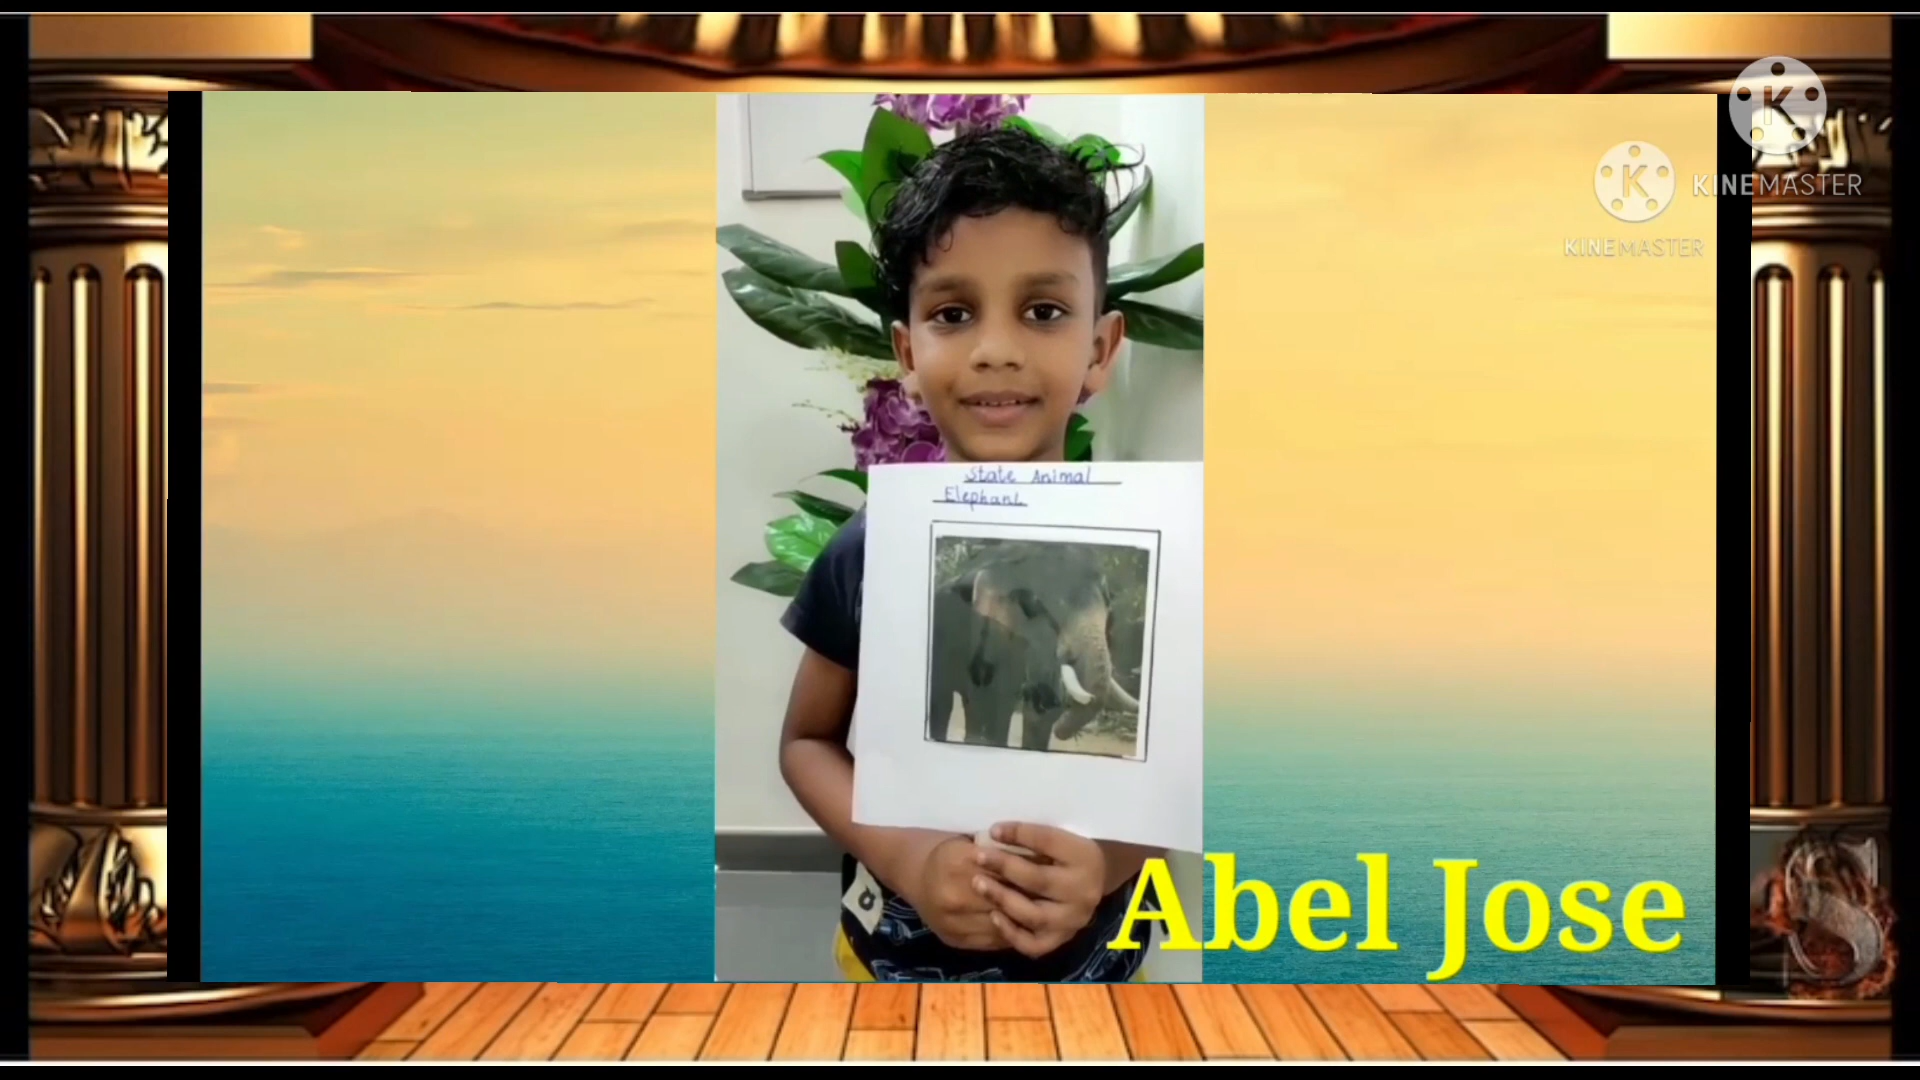 K
K KINEMASTER
KINEMASTER
State Animal
Elephant
Abel Jose
S